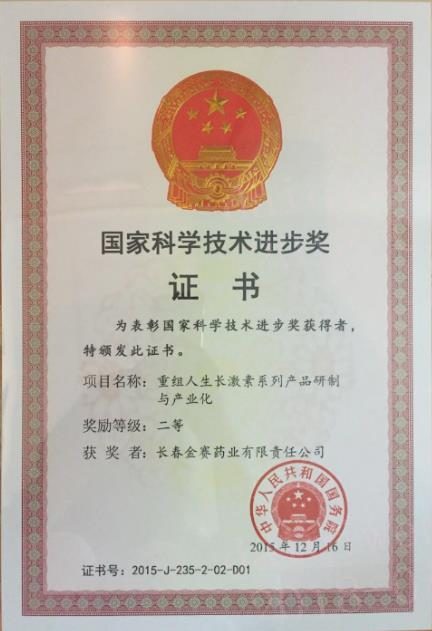 国家科学技术进步奖
证书
为表彰国家科学技术进步奖获得者，
特颁发此证书。
项目名称：重组人生长激素系列产品研制
与产业化
奖励等级：二等
获奖者：长春金赛药业有限责任公司
中华人民共和国国务院
2015年12月16日
证书号：2015-J-235-2-02-D01